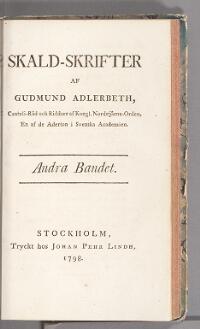 SKALD-SKRIFTER
AF
GUDMUND ADLERBETH,
Cantzli-Råd och Riddare af Kongl. Nordstjerne-Orden,
En af de Aderton i Svenska Academien.
Andra Bandet.
STOCKHOLM,
Tryckt hos JOHAN PEHR LINDH,
1798.